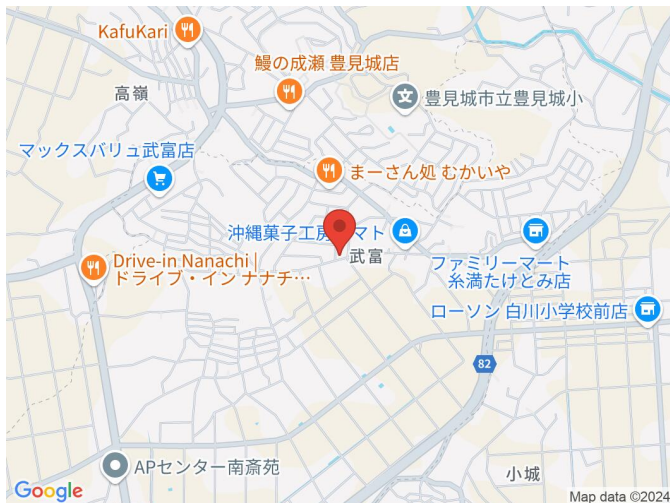 KafuKari
鰻の成瀬 豊見城店
高嶺
豊見城市立豊見城小
マックスバリュ武富店
まーさん処 むかいや
沖縄菓子工房
マト
武富
Drive-in Nanachi |
ドライブ・イン ナナチ…
ファミリーマート
糸満たけとみ店
ローソン 白川小学校前店
82
APセンター南斎苑
小城
Google
Map data ©2024